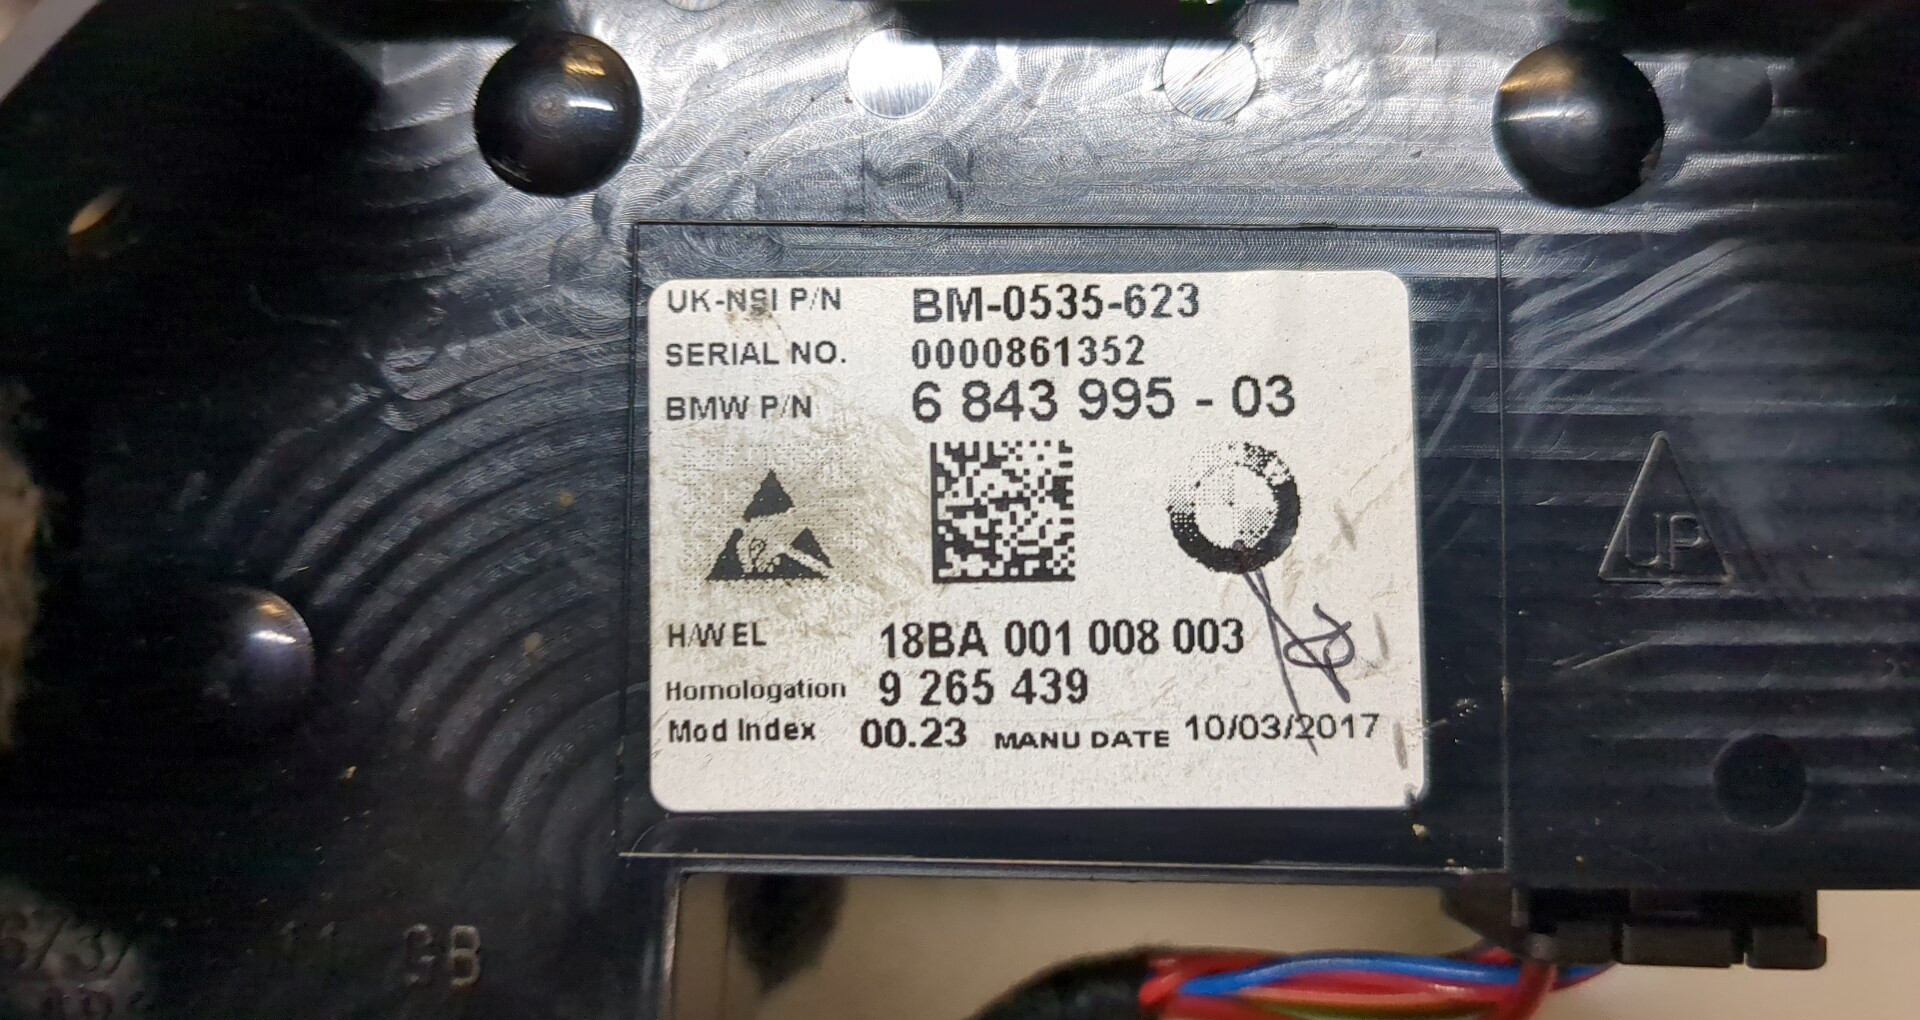 UK-NSI P/N BM-0535-623
SERIAL NO. 0000861352
BMW P/N 6 843 995 - 03
H/W EL 18BA 001 008 003
Homologation 9 265 439
Mod Index 00.23 MANU DATE 10/03/2017
UP
GB